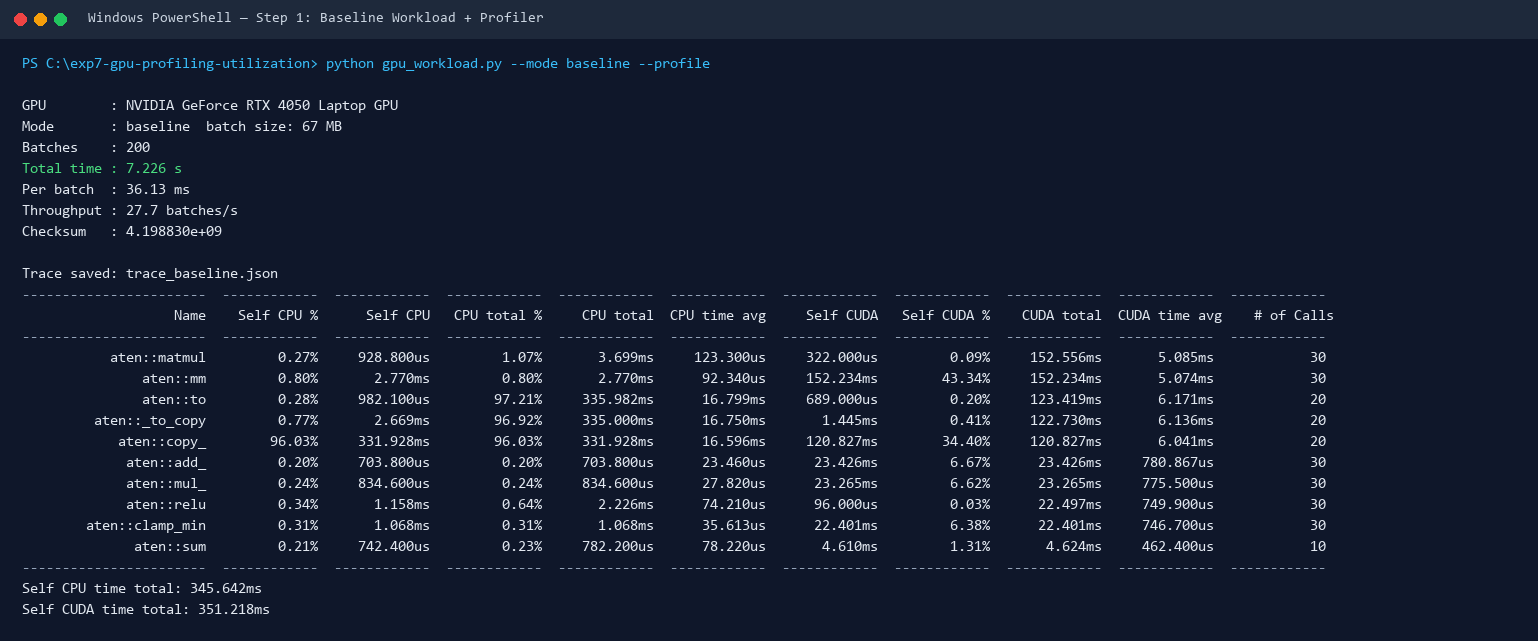 Windows PowerShell — Step 1: Baseline Workload + Profiler
PS C:\exp7-gpu-profiling-utilization> python gpu_workload.py --mode baseline --profile
GPU        : NVIDIA GeForce RTX 4050 Laptop GPU
Mode       : baseline  batch size: 67 MB
Batches    : 200
Total time : 7.226 s
Per batch  : 36.13 ms
Throughput : 27.7 batches/s
Checksum   : 4.198830e+09
Trace saved: trace_baseline.json
-----------------------  ------------  ------------  ------------  ------------  ------------  ------------  ------------  ------------  ------------  ------------
Name    Self CPU %      Self CPU   CPU total %     CPU total  CPU time avg     Self CUDA   Self CUDA %    CUDA total  CUDA time avg    # of Calls
-----------------------  ------------  ------------  ------------  ------------  ------------  ------------  ------------  ------------  ------------  ------------
aten::matmul         0.27%     928.800us         1.07%       3.699ms     123.300us     322.000us         0.09%     152.556ms       5.085ms            30
aten::mm         0.80%       2.770ms         0.80%       2.770ms      92.340us     152.234ms        43.34%     152.234ms       5.074ms            30
aten::to         0.28%     982.100us        97.21%     335.982ms      16.799ms     689.000us         0.20%     123.419ms       6.171ms            20
aten::_to_copy         0.77%       2.669ms        96.92%     335.000ms      16.750ms       1.445ms         0.41%     122.730ms       6.136ms            20
aten::copy_        96.03%     331.928ms        96.03%     331.928ms      16.596ms     120.827ms        34.40%     120.827ms       6.041ms            20
aten::add_         0.20%     703.800us         0.20%     703.800us      23.460us      23.426ms         6.67%      23.426ms     780.867us            30
aten::mul_         0.24%     834.600us         0.24%     834.600us      27.820us      23.265ms         6.62%      23.265ms     775.500us            30
aten::relu         0.34%       1.158ms         0.64%       2.226ms      74.210us      96.000us         0.03%      22.497ms     749.900us            30
aten::clamp_min         0.31%       1.068ms         0.31%       1.068ms      35.613us      22.401ms         6.38%      22.401ms     746.700us            30
aten::sum         0.21%     742.400us         0.23%     782.200us      78.220us       4.610ms         1.31%       4.624ms     462.400us            10
-----------------------  ------------  ------------  ------------  ------------  ------------  ------------  ------------  ------------  ------------  ------------
Self CPU time total: 345.642ms
Self CUDA time total: 351.218ms